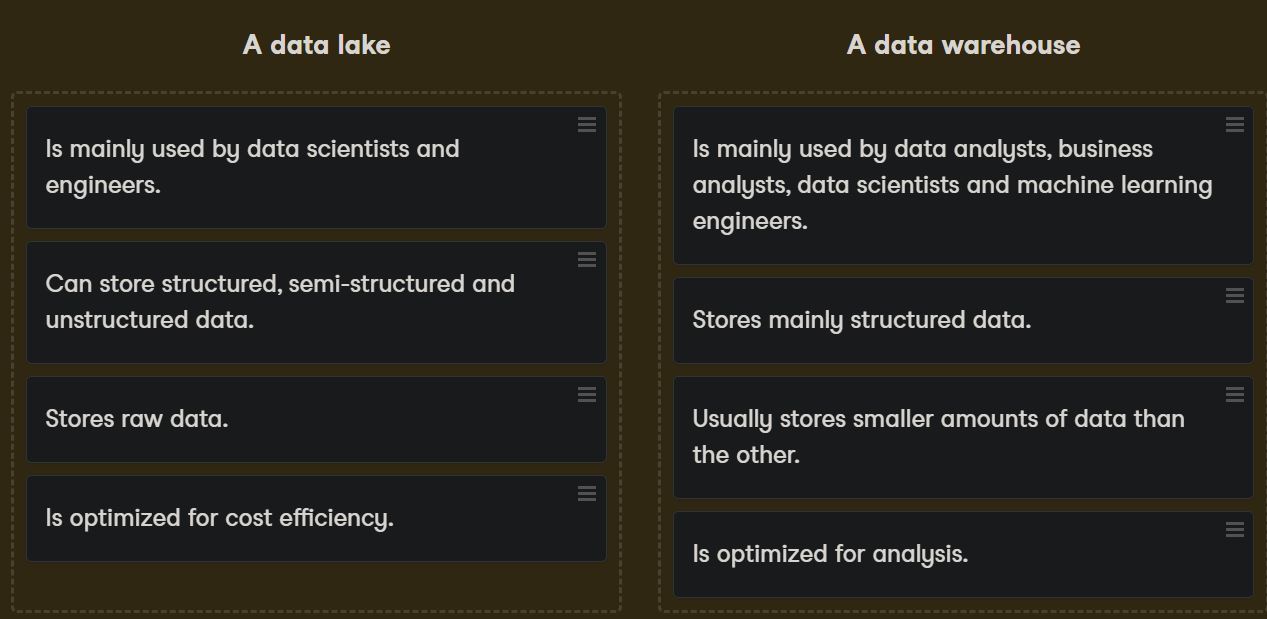 A data lake
Is mainly used by data scientists and
engineers.
Can store structured, semi-structured and
unstructured data.
Stores raw data.
Is optimized for cost efficiency.
A data warehouse
Is mainly used by data analysts, business
analysts, data scientists and machine learning
engineers.
Stores mainly structured data.
Usually stores smaller amounts of data than
the other.
Is optimized for analysis.